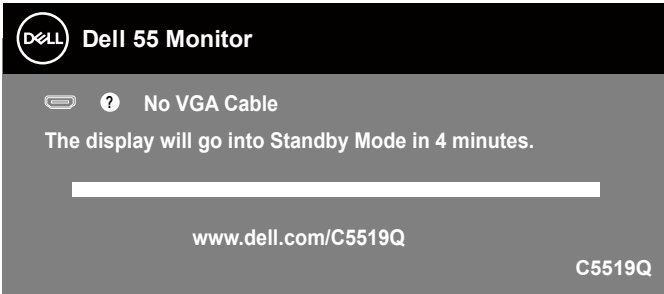 DELL Dell 55 Monitor
? No VGA Cable
The display will go into Standby Mode in 4 minutes.
www.dell.com/C5519Q
C5519Q